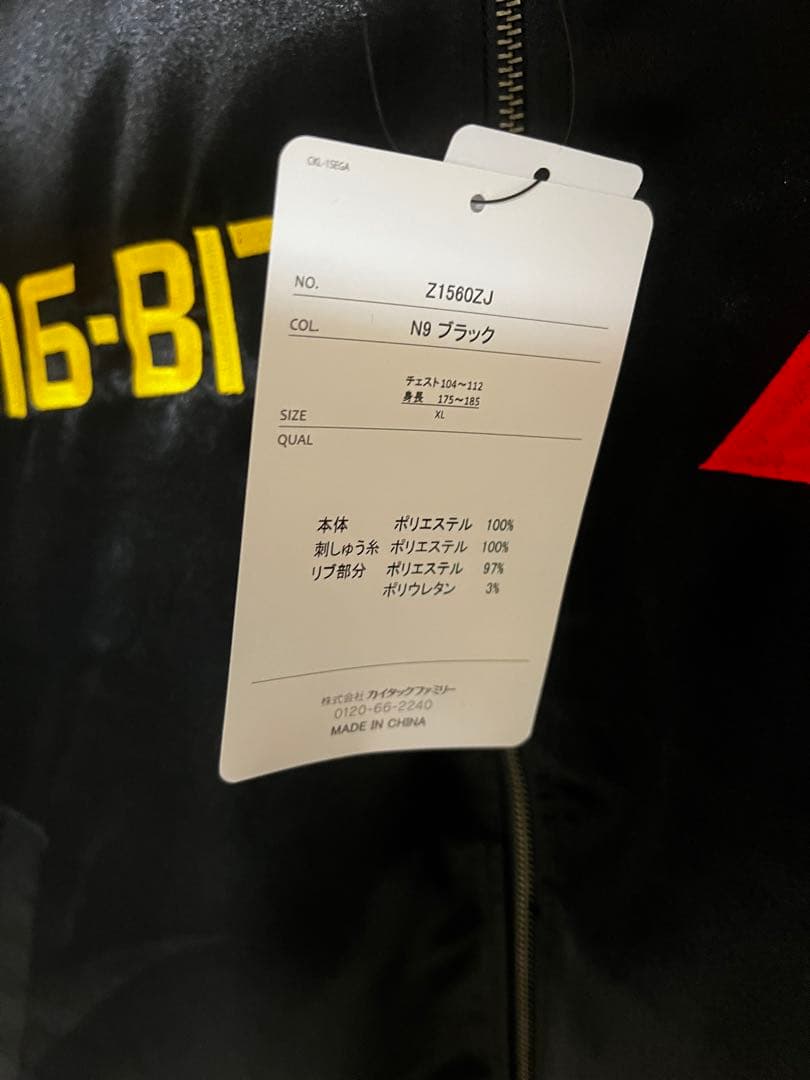 CKL-1SEGA
16-BIT
NO. Z1560ZJ
COL. N9 ブラック
チェスト104～112
身長 175～185
SIZE XL
QUAL
本体 ポリエステル 100%
刺しゅう糸 ポリエステル 100%
リブ部分 ポリエステル 97%
ポリウレタン 3%
株式会社カイタックファミリー
0120-66-2240
MADE IN CHINA